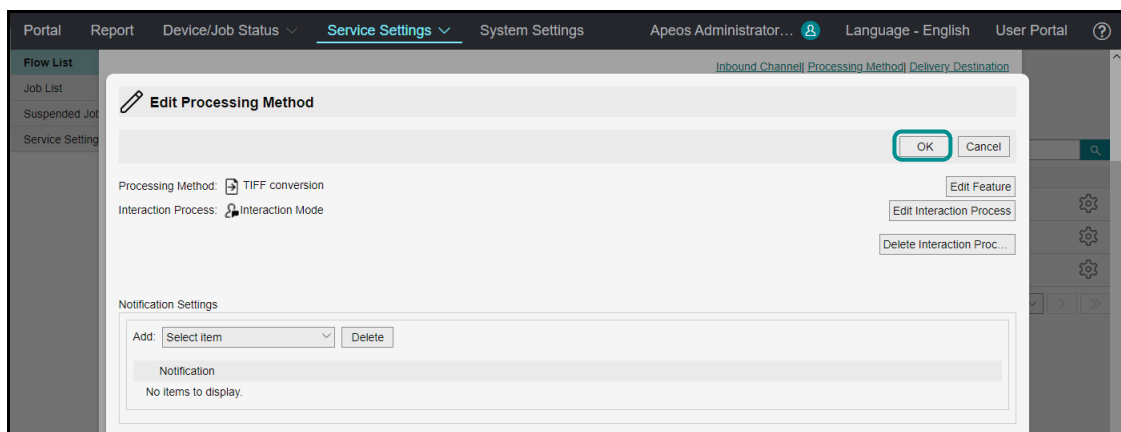 Portal Report Device/Job Status Service Settings System Settings Apeos Administrator... Language - English User Portal ?
Flow List
Inbound Channel| Processing Method| Delivery Destination
Job List
Suspended Job
Service Setting
Edit Processing Method
OK Cancel
Processing Method: TIFF conversion
Edit Feature
Interaction Process: Interaction Mode
Edit Interaction Process
Delete Interaction Proc...
Notification Settings
Add: Select item Delete
Notification
No items to display.